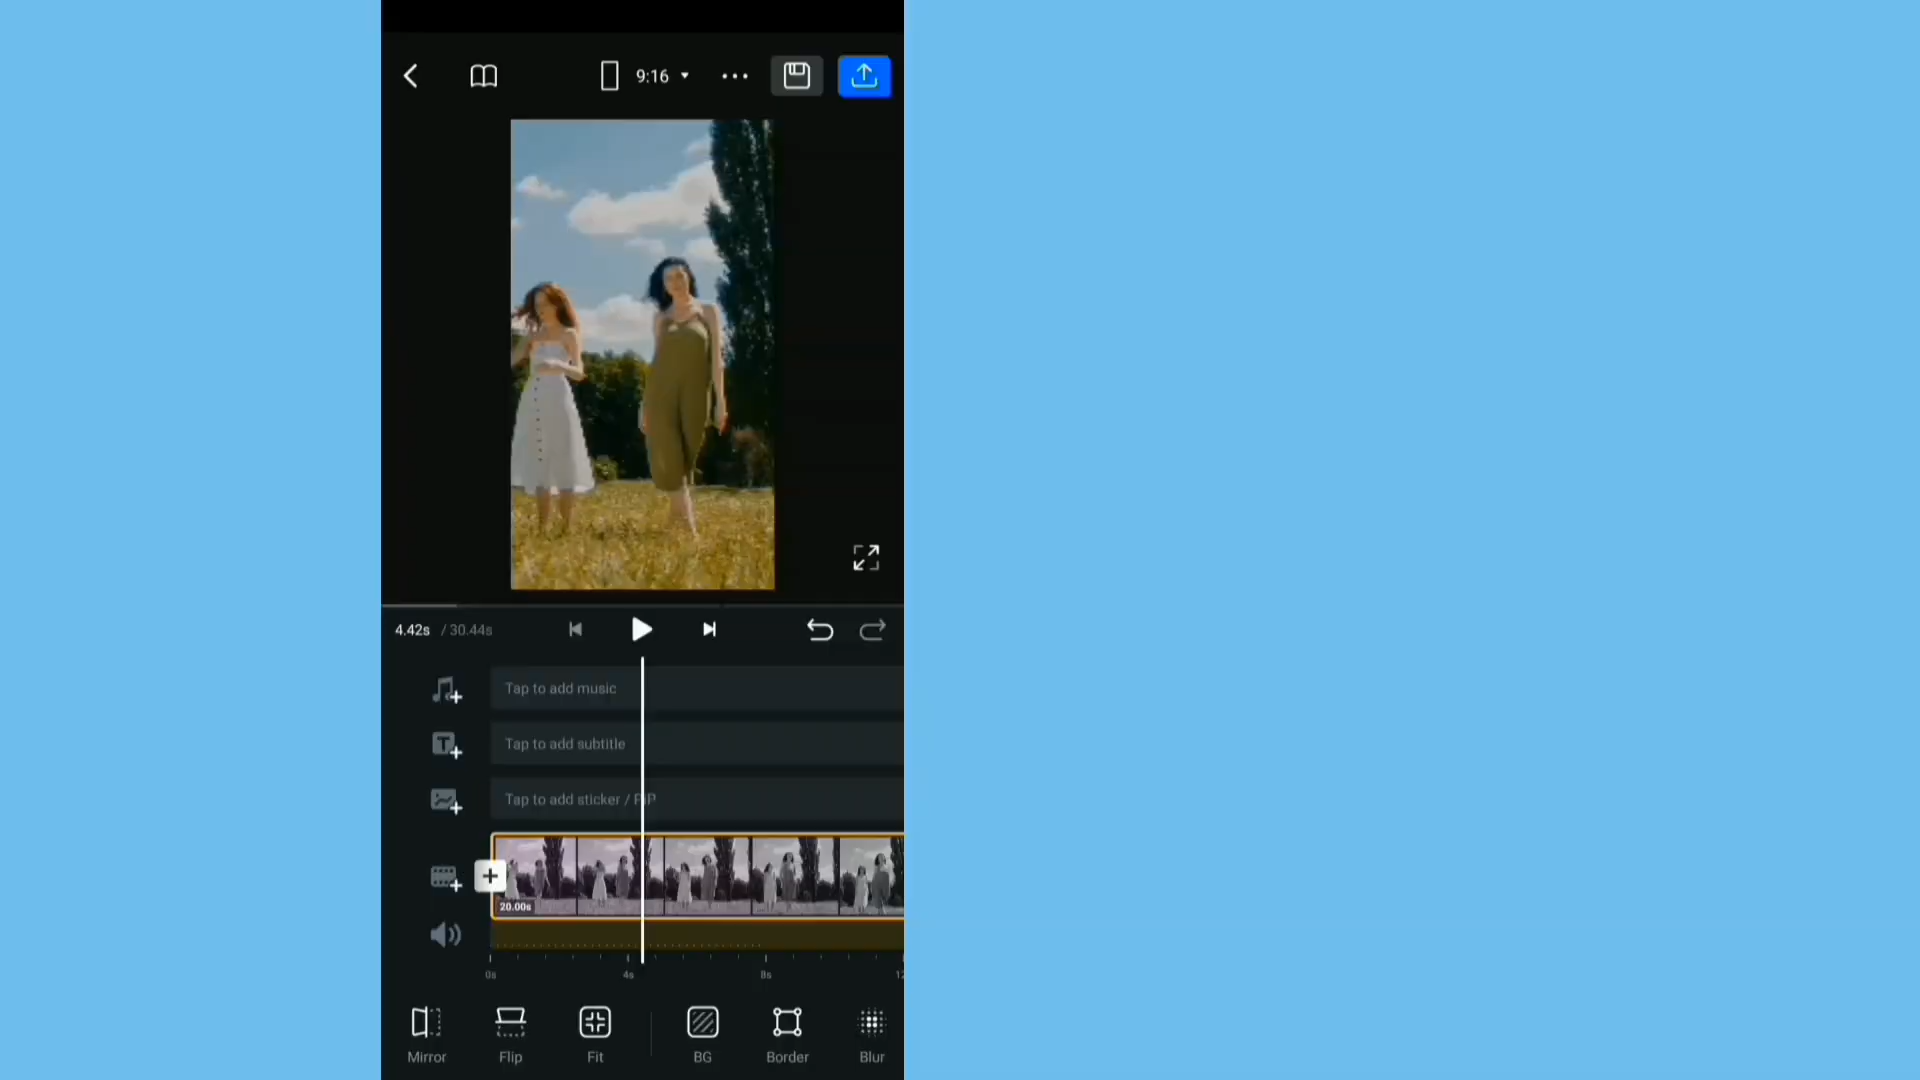 9:16
4.42s / 30.44s
Tap to add music
Tap to add subtitle
Tap to add sticker / PiP
20.00s
0s 4s 8s 12
Mirror Flip Fit BG Border Blur